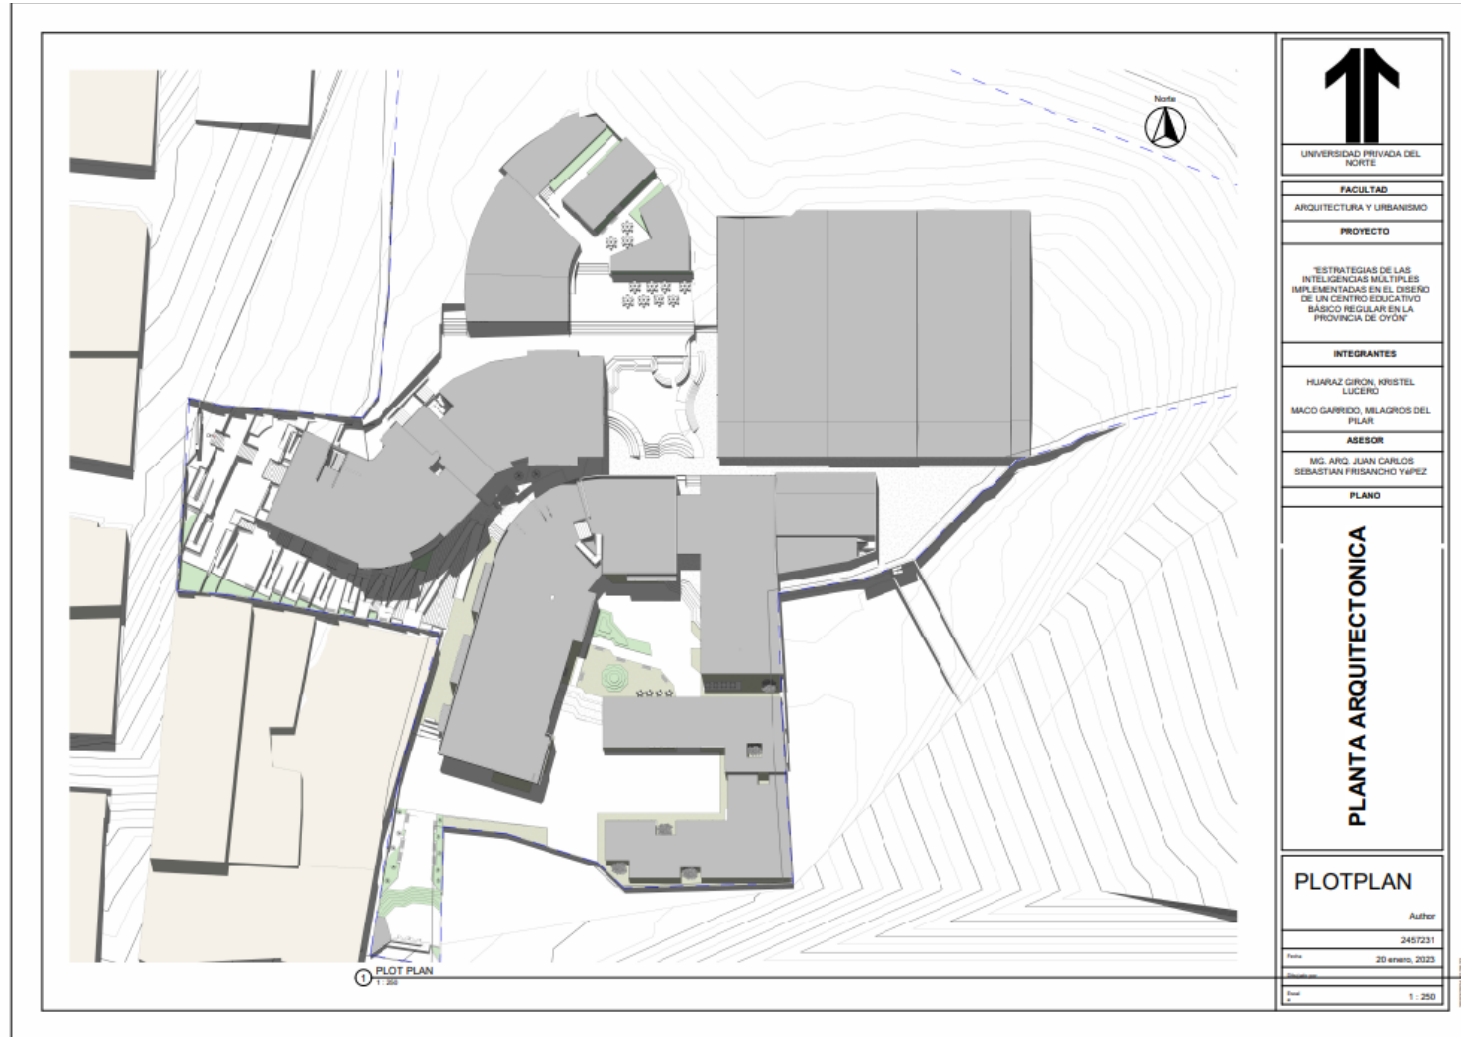 Norte
UNIVERSIDAD PRIVADA DEL
NORTE
FACULTAD
ARQUITECTURA Y URBANISMO
PROYECTO
"ESTRATEGIAS DE LAS
INTELIGENCIAS MÚLTIPLES
IMPLEMENTADAS EN EL DISEÑO
DE UN CENTRO EDUCATIVO
BÁSICO REGULAR EN LA
PROVINCIA DE OYÓN"
INTEGRANTES
HUARAZ GIRON, KRISTEL
LUCERO
MACO GARRIDO, MILAGROS DEL
PILAR
ASESOR
MG. ARQ. JUAN CARLOS
SEBASTIAN FRISANCHO YéPEZ
PLANO
PLANTA ARQUITECTONICA
PLOTPLAN
Author
2457231
Fecha
20 enero, 2023
Escal
a
1 : 250
1
PLOT PLAN
1 : 250